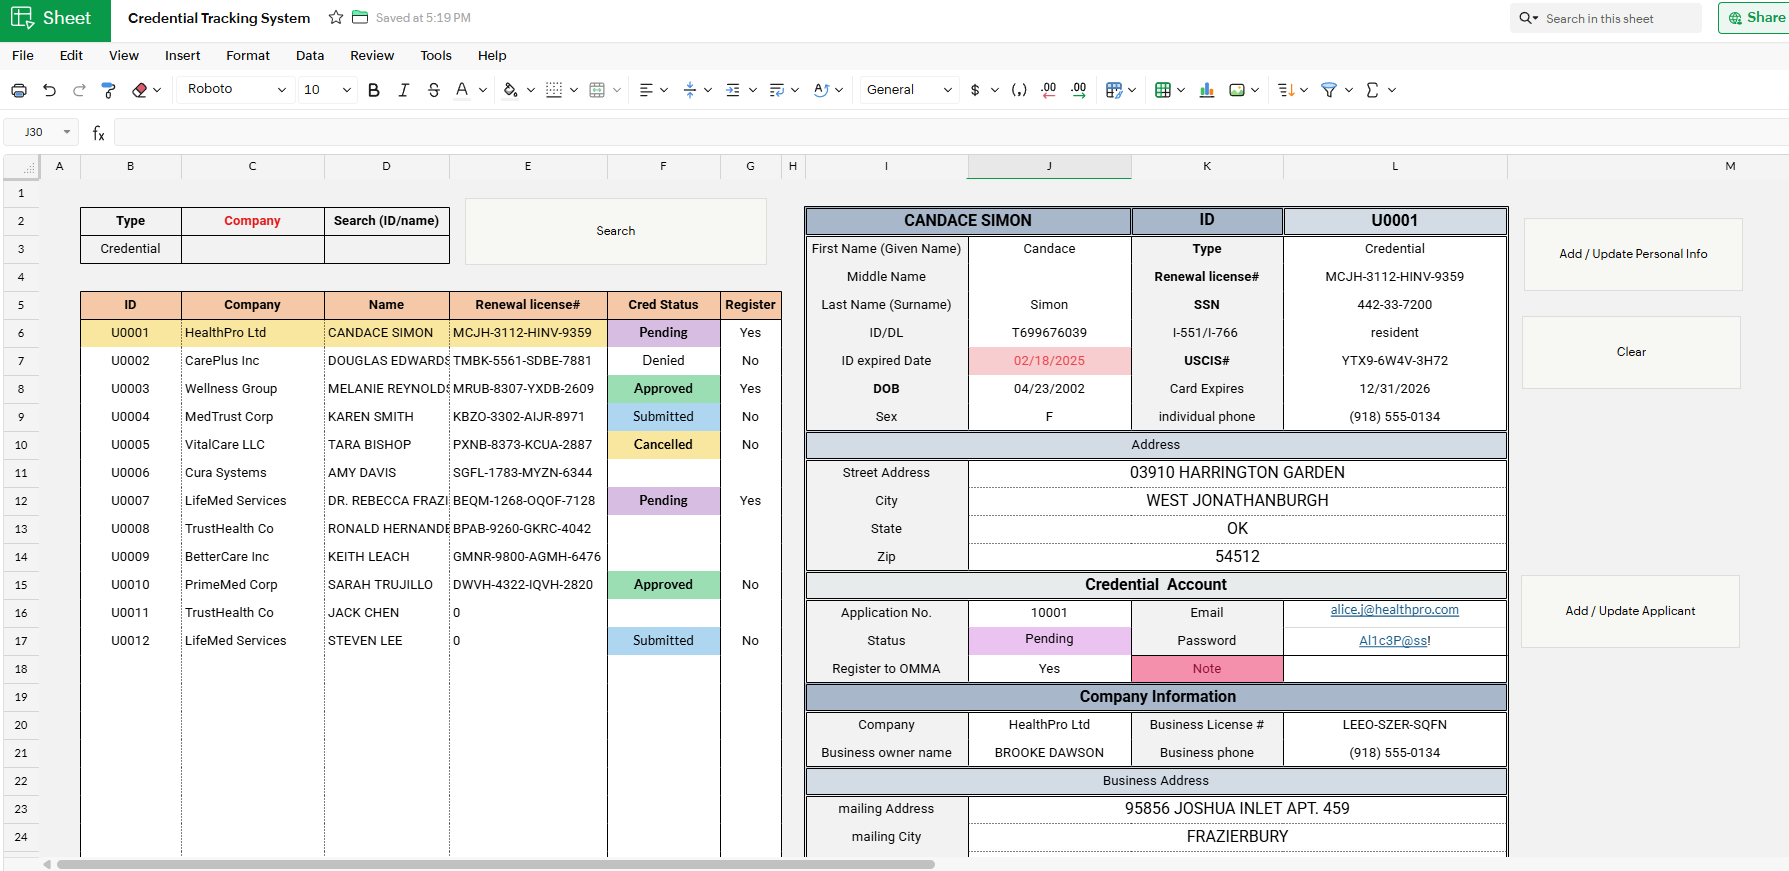 Sheet Credential Tracking System Saved at 5:19 PM Search in this sheet Share
File Edit View Insert Format Data Review Tools Help
Roboto 10 B I S A General $ (,) .00 .00 Σ
J30 fx
A B C D E F G H I J K L M
1
2 Type Company Search (ID/name) Search CANDACE SIMON ID U0001
3 Credential First Name (Given Name) Candace Type Credential Add / Update Personal Info
4 Middle Name Renewal license# MCJH-3112-HINV-9359
5 ID Company Name Renewal license# Cred Status Register Last Name (Surname) Simon SSN 442-33-7200
6 U0001 HealthPro Ltd CANDACE SIMON MCJH-3112-HINV-9359 Pending Yes ID/DL T699676039 I-551/I-766 resident Clear
7 U0002 CarePlus Inc DOUGLAS EDWARDS TMBK-5561-SDBE-7881 Denied No ID expired Date 02/18/2025 USCIS# YTX9-6W4V-3H72
8 U0003 Wellness Group MELANIE REYNOLDS MRUB-8307-YXDB-2609 Approved Yes DOB 04/23/2002 Card Expires 12/31/2026
9 U0004 MedTrust Corp KAREN SMITH KBZO-3302-AIJR-8971 Submitted No Sex F individual phone (918) 555-0134
10 U0005 VitalCare LLC TARA BISHOP PXNB-8373-KCUA-2887 Cancelled No Address
11 U0006 Cura Systems AMY DAVIS SGFL-1783-MYZN-6344 Street Address 03910 HARRINGTON GARDEN
12 U0007 LifeMed Services DR. REBECCA FRAZI BEQM-1268-OQOF-7128 Pending Yes City WEST JONATHANBURGH
13 U0008 TrustHealth Co RONALD HERNANDE BPAB-9260-GKRC-4042 State OK
14 U0009 BetterCare Inc KEITH LEACH GMNR-9800-AGMH-6476 Zip 54512
15 U0010 PrimeMed Corp SARAH TRUJILLO DWVH-4322-IQVH-2820 Approved No Credential Account
16 U0011 TrustHealth Co JACK CHEN 0 Application No. 10001 Email alice.j@healthpro.com Add / Update Applicant
17 U0012 LifeMed Services STEVEN LEE 0 Submitted No Status Pending Password Al1c3P@ss!
18 Register to OMMA Yes Note
19 Company Information
20 Company HealthPro Ltd Business License # LEEO-SZER-SQFN
21 Business owner name BROOKE DAWSON Business phone (918) 555-0134
22 Business Address
23 mailing Address 95856 JOSHUA INLET APT. 459
24 mailing City FRAZIERBURY